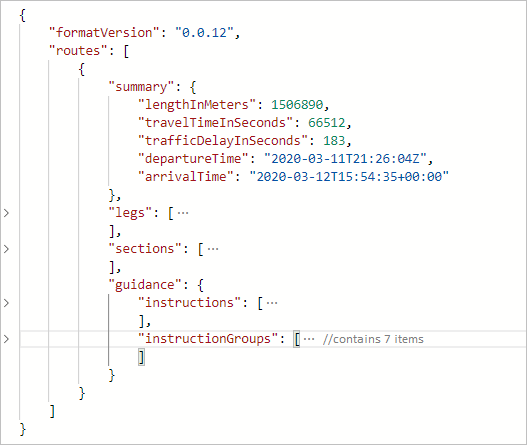 {
    "formatVersion": "0.0.12",
    "routes": [
        {
            "summary": {
                "lengthInMeters": 1506890,
                "travelTimeInSeconds": 66512,
                "trafficDelayInSeconds": 183,
                "departureTime": "2020-03-11T21:26:04Z",
                "arrivalTime": "2020-03-12T15:54:35+00:00"
            },
            "legs": [···
            ],
            "sections": [···
            ],
            "guidance": {
                "instructions": [···
                ],
                "instructionGroups": [··· //contains 7 items
                ]
            }
        }
    ]
}